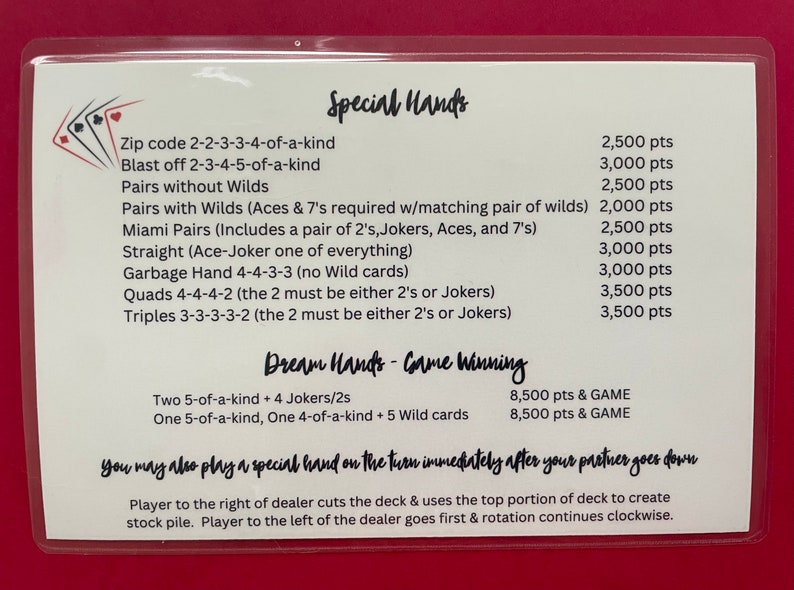 Special Hands
Zip code 2-2-3-3-4-of-a-kind 2,500 pts
Blast off 2-3-4-5-of-a-kind 3,000 pts
Pairs without Wilds 2,500 pts
Pairs with Wilds (Aces & 7's required w/matching pair of wilds) 2,000 pts
Miami Pairs (Includes a pair of 2's,Jokers, Aces, and 7's) 2,500 pts
Straight (Ace-Joker one of everything) 3,000 pts
Garbage Hand 4-4-3-3 (no Wild cards) 3,000 pts
Quads 4-4-4-2 (the 2 must be either 2's or Jokers) 3,500 pts
Triples 3-3-3-3-2 (the 2 must be either 2's or Jokers) 3,500 pts
Dream Hands - Game Winning
Two 5-of-a-kind + 4 Jokers/2s 8,500 pts & GAME
One 5-of-a-kind, One 4-of-a-kind + 5 Wild cards 8,500 pts & GAME
You may also play a special hand on the turn immediately after your partner goes down
Player to the right of dealer cuts the deck & uses the top portion of deck to create
stock pile. Player to the left of the dealer goes first & rotation continues clockwise.